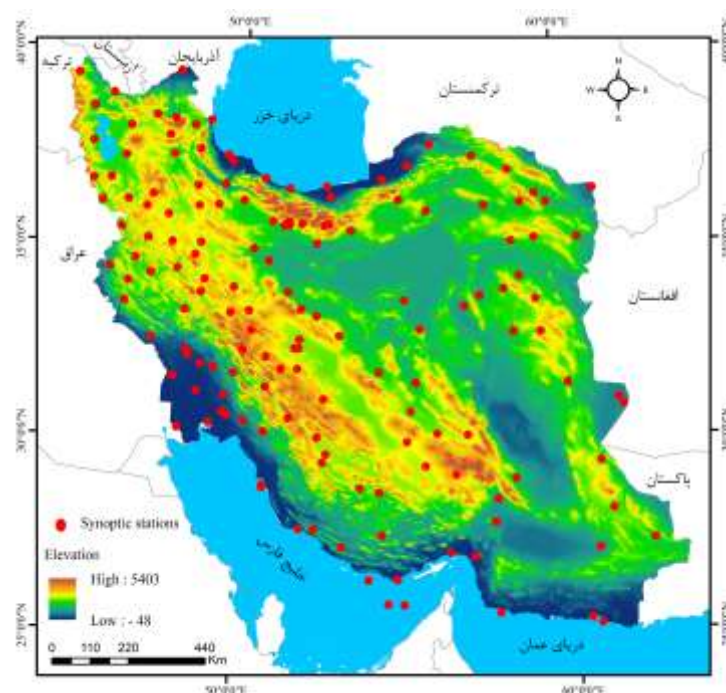 50°0'0"E
60°0'0"E
40°0'0"N
آذربایجان
ترکیه
ترکمنستان
دریای خزر
35°0'0"N
عراق
افغانستان
30°0'0"N
پاکستان
Synoptic stations
Elevation
High : 5403
Low : - 48
خلیج فارس
25°0'0"N
دریای عمان
0 110 220 440
Km
50°0'0"E
60°0'0"E
N
W
E
S